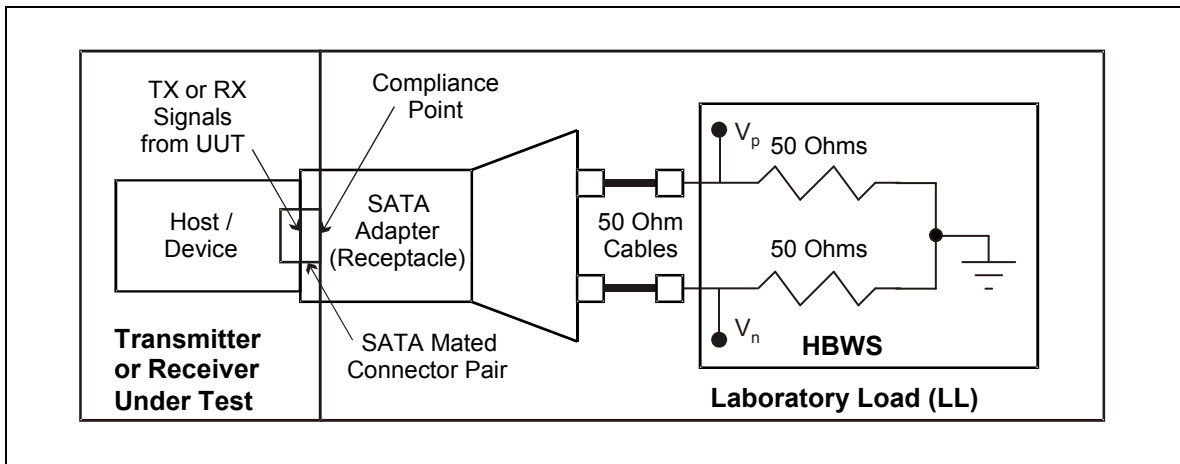 TX or RX
Signals
from UUT
Compliance
Point
Host /
Device
SATA
Adapter
(Receptacle)
50 Ohm
Cables
Vp
50 Ohms
50 Ohms
Vn
HBWS
SATA Mated
Connector Pair
Transmitter
or Receiver
Under Test
Laboratory Load (LL)